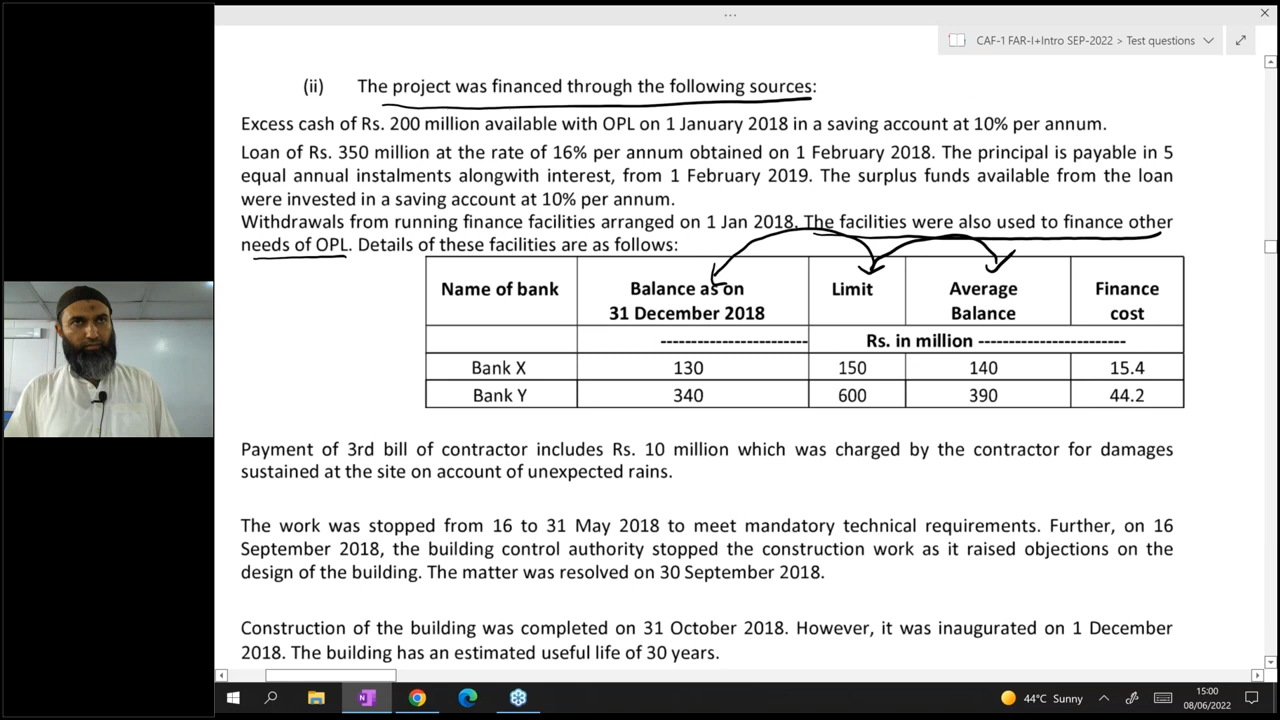 CAF-1 FAR-I+Intro SEP-2022 > Test questions
(ii) The project was financed through the following sources:
Excess cash of Rs. 200 million available with OPL on 1 January 2018 in a saving account at 10% per annum.
Loan of Rs. 350 million at the rate of 16% per annum obtained on 1 February 2018. The principal is payable in 5
equal annual instalments alongwith interest, from 1 February 2019. The surplus funds available from the loan
were invested in a saving account at 10% per annum.
Withdrawals from running finance facilities arranged on 1 Jan 2018. The facilities were also used to finance other
needs of OPL. Details of these facilities are as follows:
Name of bank Balance as on 31 December 2018 Limit Average Balance Finance cost
--------------------- Rs. in million ---------------------
Bank X 130 150 140 15.4
Bank Y 340 600 390 44.2
Payment of 3rd bill of contractor includes Rs. 10 million which was charged by the contractor for damages
sustained at the site on account of unexpected rains.
The work was stopped from 16 to 31 May 2018 to meet mandatory technical requirements. Further, on 16
September 2018, the building control authority stopped the construction work as it raised objections on the
design of the building. The matter was resolved on 30 September 2018.
Construction of the building was completed on 31 October 2018. However, it was inaugurated on 1 December
2018. The building has an estimated useful life of 30 years.
44°C Sunny
15:00
08/06/2022